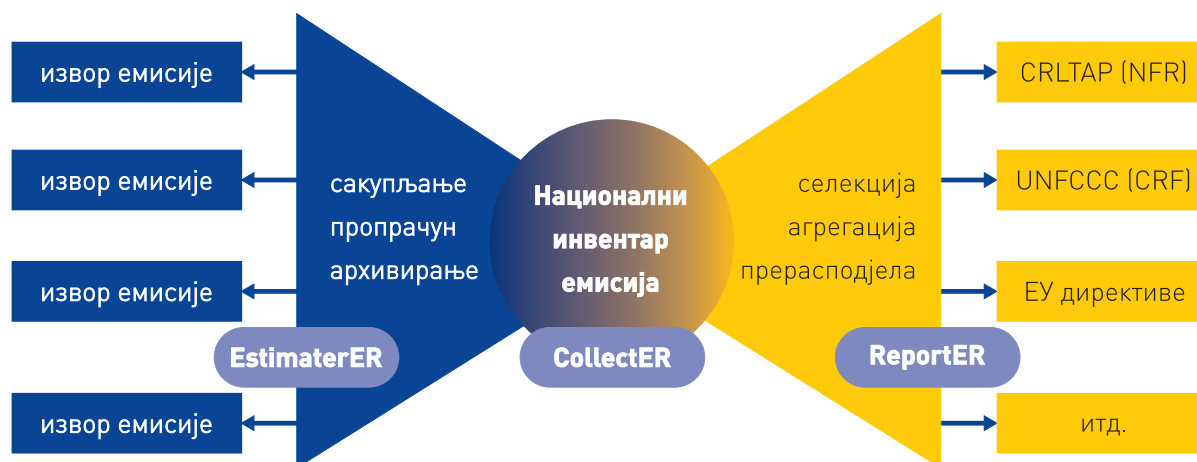 извор емисије
извор емисије
извор емисије
извор емисије
сакупљање
пропрачун
архивирање
EstimaterER
Национални
инвентар
емисија
CollectER
селекција
агрегација
прерасподјела
ReportER
CRLTAP (NFR)
UNFCCC (CRF)
ЕУ директиве
итд.